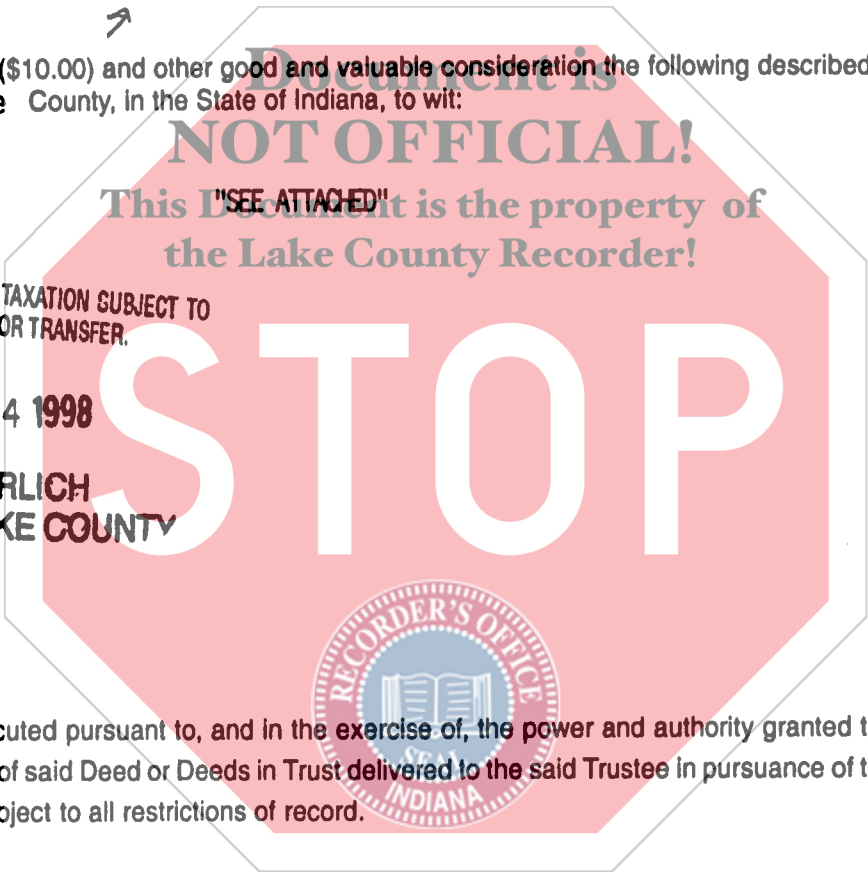 ($10.00) and other good and valuable consideration the following described
County, in the State of Indiana, to wit:
Document is
NOT OFFICIAL!
"SEE ATTACHED"
This Document is the property of
the Lake County Recorder!
TAXATION SUBJECT TO
OR TRANSFER.
STOP
4 1998
RLICH
KE COUNTY
RECORDER'S OFFICE
SEAL
INDIANA
cuted pursuant to, and in the exercise of, the power and authority granted t
of said Deed or Deeds in Trust delivered to the said Trustee in pursuance of t
bject to all restrictions of record.